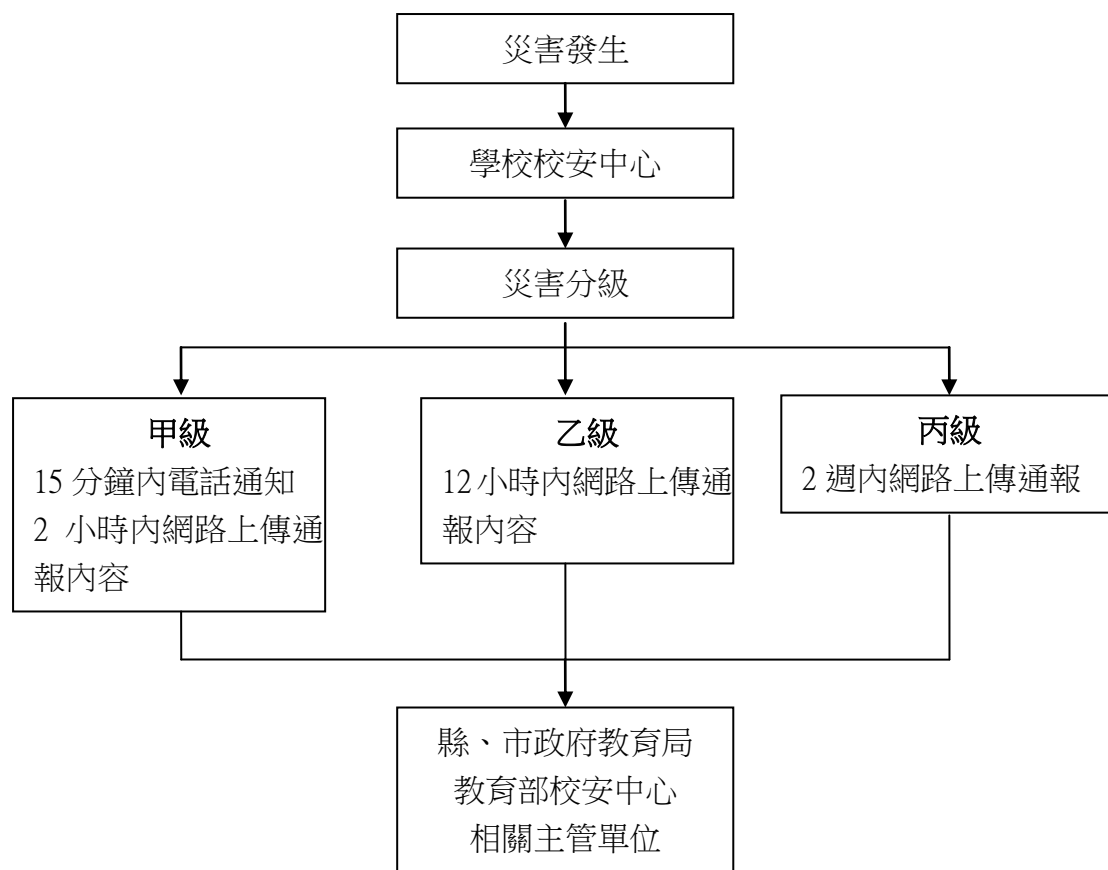 災害發生
學校校安中心
災害分級
甲級
15 分鐘內電話通知
2 小時內網路上傳通
報內容
乙級
12小時內網路上傳通
報內容
丙級
2 週內網路上傳通報
縣、市政府教育局
教育部校安中心
相關主管單位